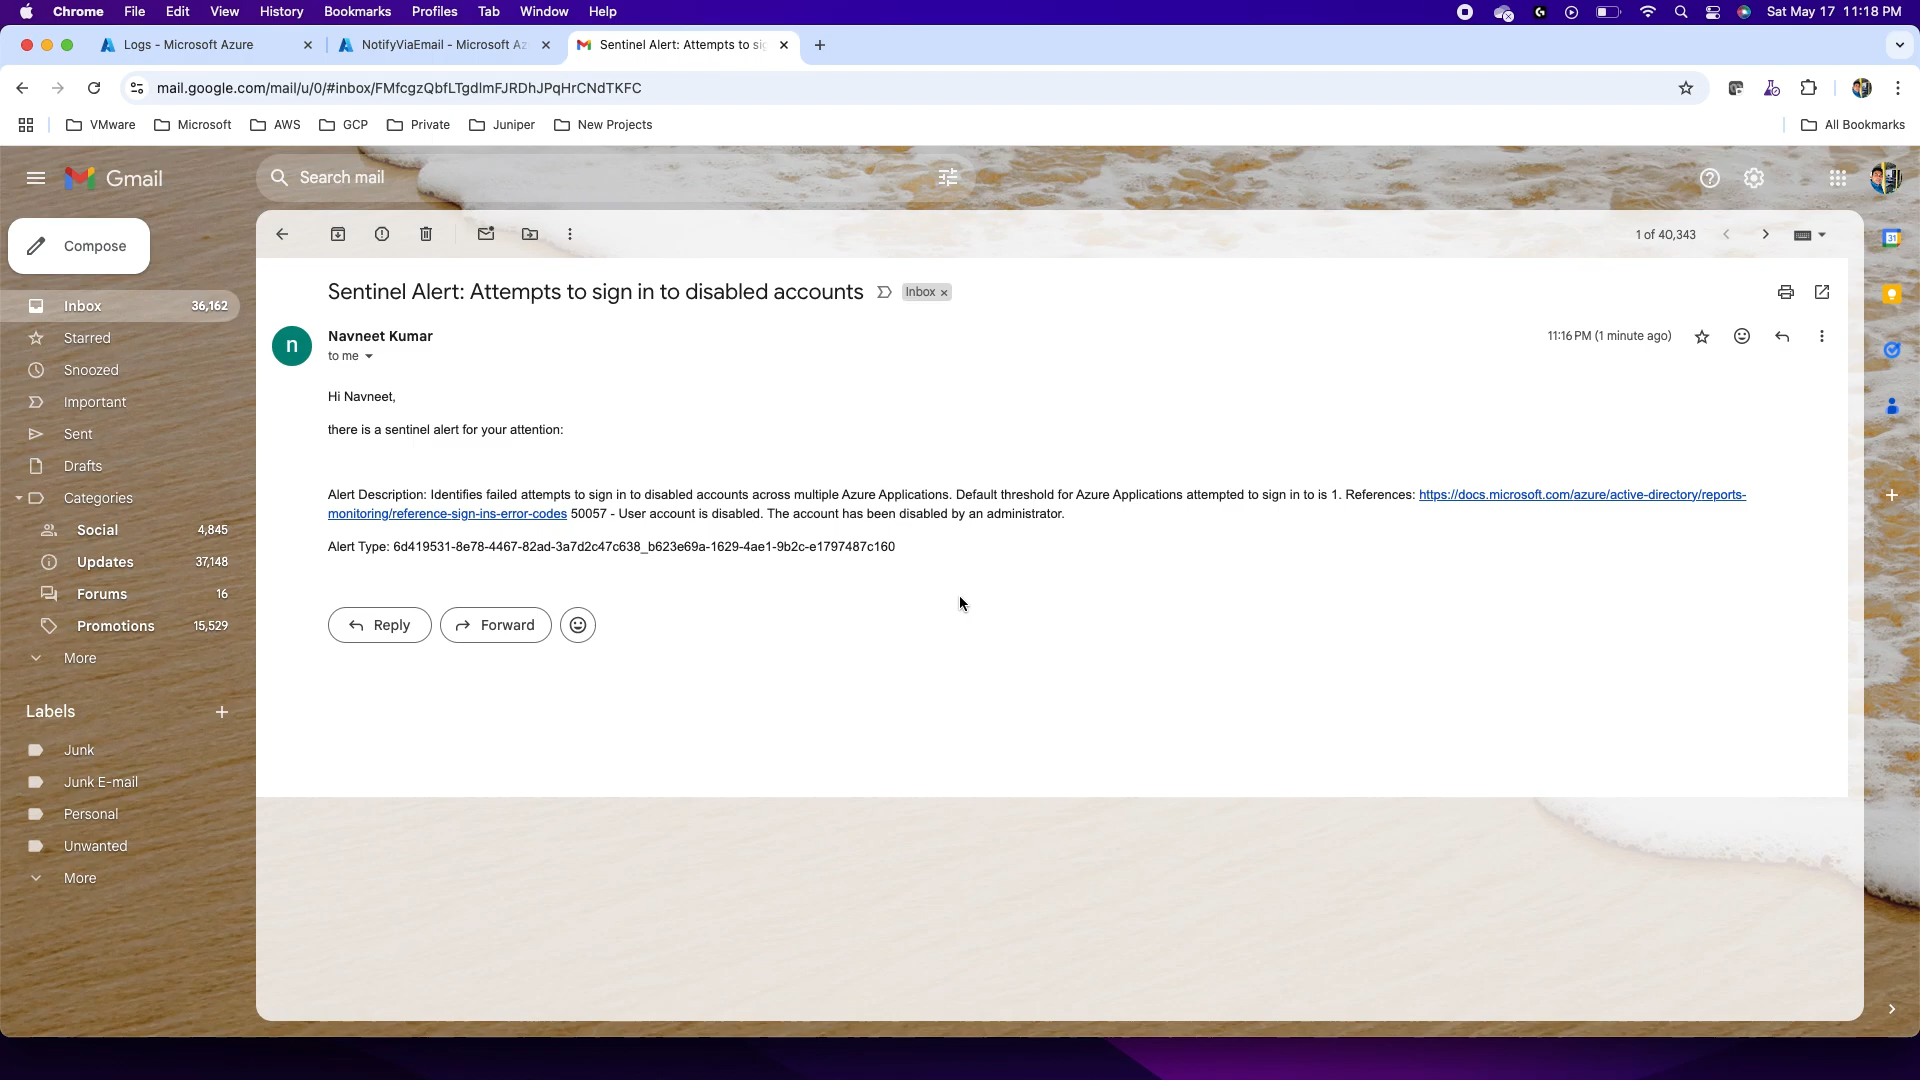 Chrome File Edit View History Bookmarks Profiles Tab Window Help Sat May 17 11:18 PM
Logs - Microsoft Azure NotifyViaEmail - Microsoft Az Sentinel Alert: Attempts to sig
mail.google.com/mail/u/0/#inbox/FMfcgzQbfLTgdlmFJRDhJPqHrCNdTKFC
VMware Microsoft AWS GCP Private Juniper New Projects All Bookmarks
Gmail Search mail
Compose
1 of 40,343
Inbox 36,162
Starred
Snoozed
Important
Sent
Drafts
Categories
Social 4,845
Updates 37,148
Forums 16
Promotions 15,529
More
Labels
Junk
Junk E-mail
Personal
Unwanted
More
Sentinel Alert: Attempts to sign in to disabled accounts Inbox x
n
Navneet Kumar 11:16 PM (1 minute ago)
to me
Hi Navneet,
there is a sentinel alert for your attention:
Alert Description: Identifies failed attempts to sign in to disabled accounts across multiple Azure Applications. Default threshold for Azure Applications attempted to sign in to is 1. References: https://docs.microsoft.com/azure/active-directory/reports-
monitoring/reference-sign-ins-error-codes 50057 - User account is disabled. The account has been disabled by an administrator.
Alert Type: 6d419531-8e78-4467-82ad-3a7d2c47c638_b623e69a-1629-4ae1-9b2c-e1797487c160
Reply Forward
31